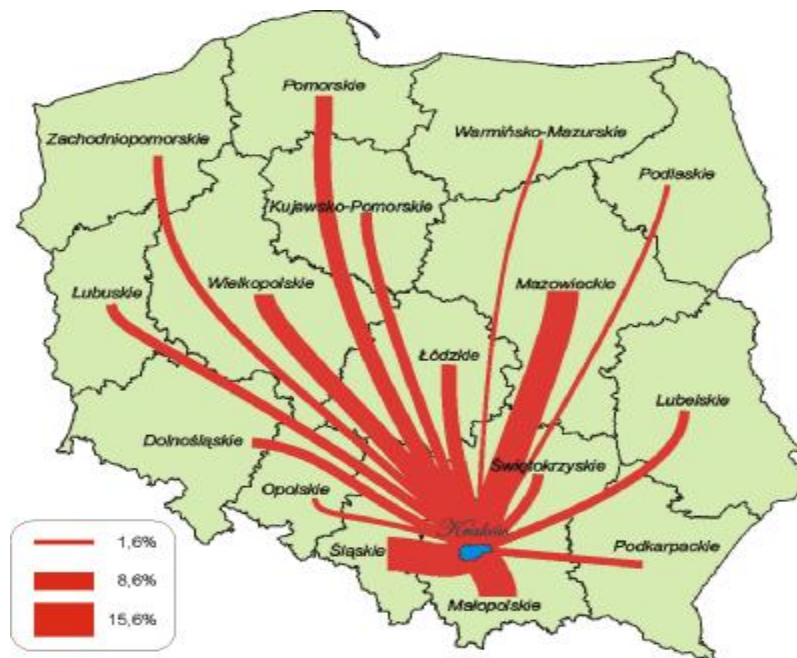 Pomorskie
Warmińsko-Mazurskie
Zachodniopomorskie
Podlaskie
Kujawsko-Pomorskie
Wielkopolskie
Mazowieckie
Lubuskie
Łódzkie
Lubelskie
Dolnośląskie
Świętokrzyskie
Opolskie
Kraków
Śląskie
Podkarpackie
Małopolskie
1,6%
8,6%
15,6%